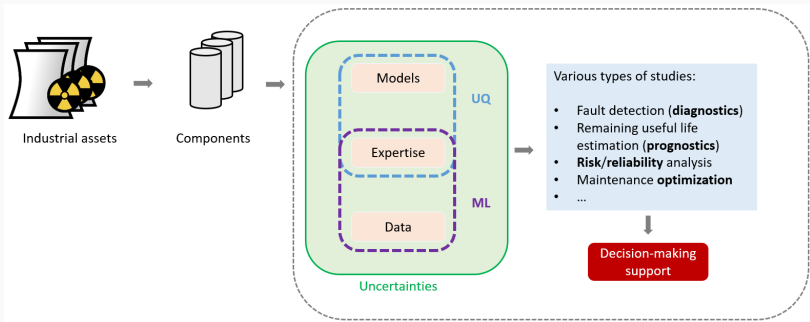 Industrial assets
Components
Models
UQ
Expertise
ML
Data
Uncertainties
Various types of studies:
• Fault detection (diagnostics)
• Remaining useful life
estimation (prognostics)
• Risk/reliability analysis
• Maintenance optimization
• ...
Decision-making
support